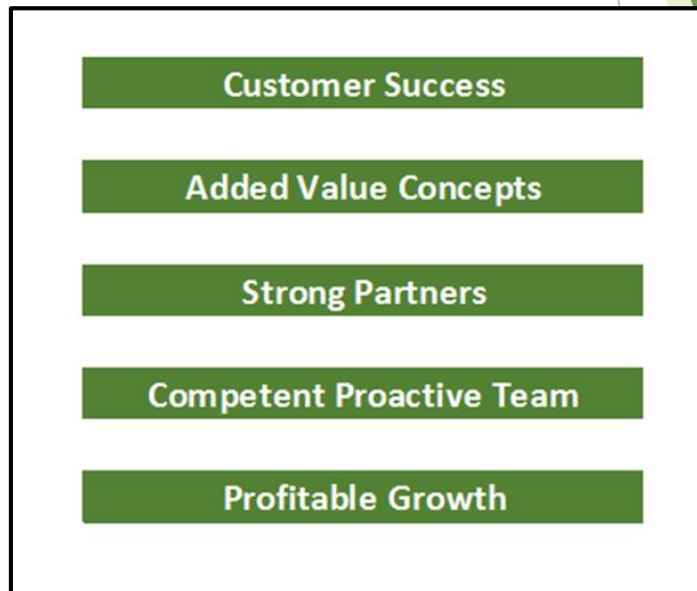 Customer Success
Added Value Concepts
Strong Partners
Competent Proactive Team
Profitable Growth